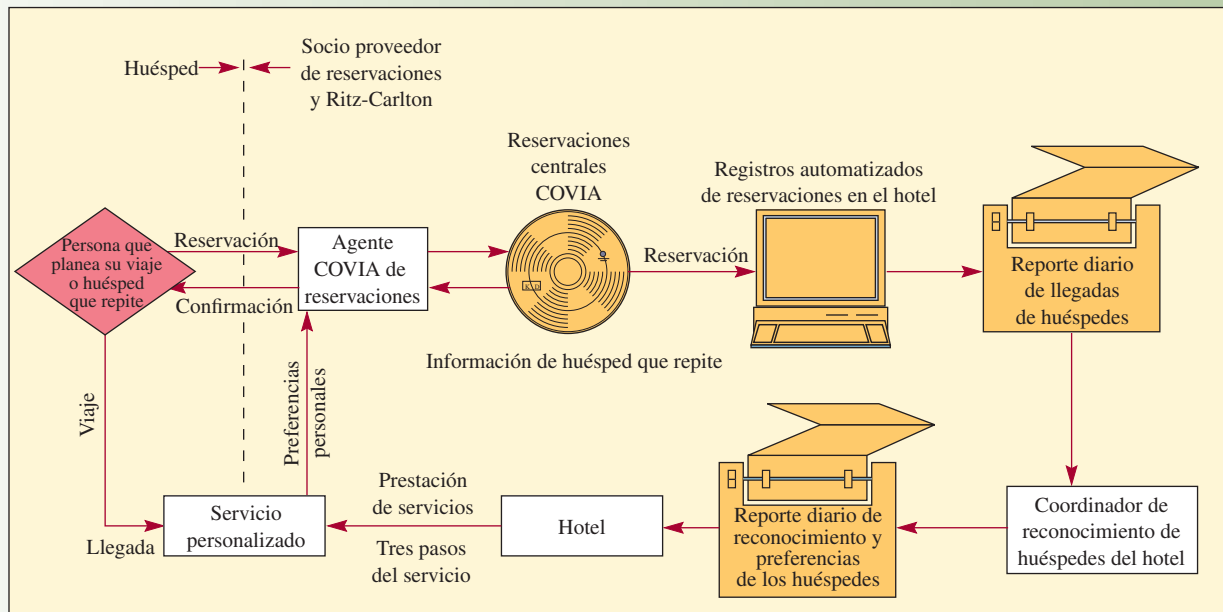 Huésped
Socio proveedor
de reservaciones
y Ritz-Carlton
Reservaciones
centrales
COVIA
Registros automatizados
de reservaciones en el hotel
Persona que
planea su viaje
o huésped
que repite
Reservación
Confirmación
Agente
COVIA de
reservaciones
Reservación
Reporte diario
de llegadas
de huéspedes
Información de huésped que repite
Viaje
Preferencias
personales
Llegada
Servicio
personalizado
Prestación
de servicios
Tres pasos
del servicio
Hotel
Reporte diario de
reconocimiento y
preferencias
de los huéspedes
Coordinador de
reconocimiento de
huéspedes del hotel